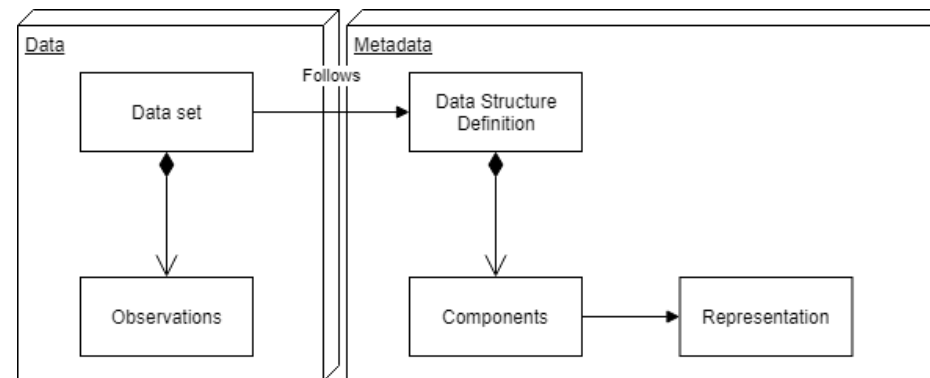 Data
Metadata
Follows
Data set
Data Structure
Definition
Observations
Components
Representation